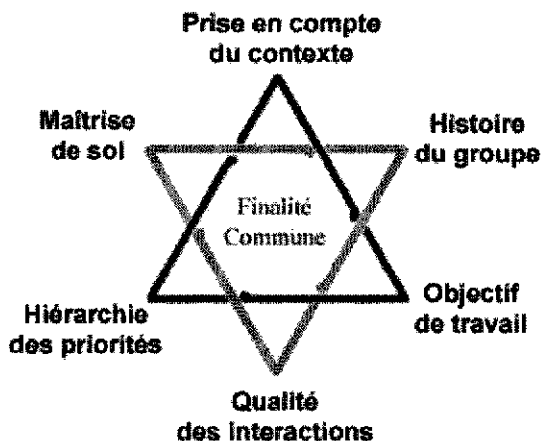 Prise en compte
du contexte
Maîtrise
de soi
Histoire
du groupe
Finalité
Commune
Hiérarchie
des priorités
Objectif
de travail
Qualité
des interactions